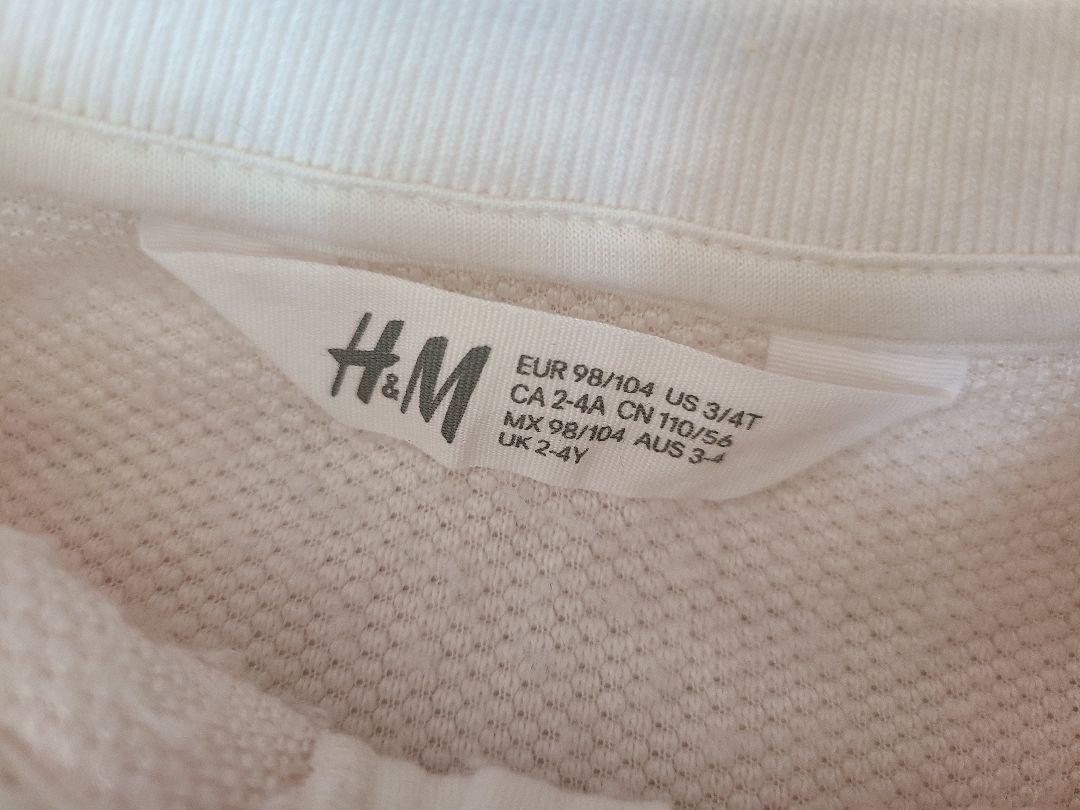 H&M
EUR 98/104 US 3/4T
CA 2-4A CN 110/56
MX 98/104 AUS 3-4
UK 2-4Y